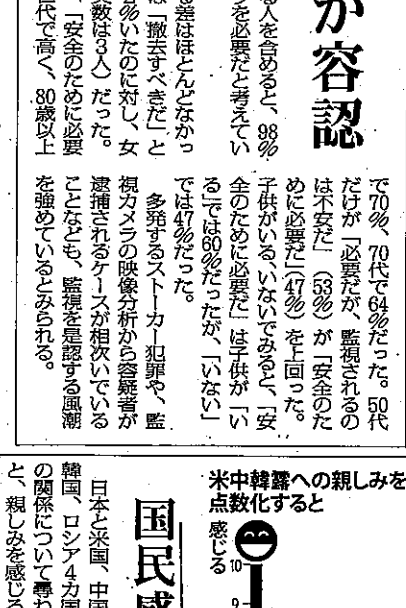 が容認
る人を含めると、98%
を必要だと考えてい
る差はほとんどなかっ
は「撤去すべきだ」と
%いたのに対し、女
数は3人）だった。
、「安全のために必要
代で高く、80歳以上
で70%、70代で64%だった。50代
だけが「必要だが、監視されるの
は不安だ」（53%）が「安全のた
めに必要だ」（47%）を上回った。
子供がいる、いないでみると、「安
全のために必要だ」は子供が「い
る」では60%だったが、「いない」
では47%だった。
多発するストーカー犯罪や、監
視カメラの映像分析から容疑者が
逮捕されるケースが相次いでいる
ことなども、監視を是認する風潮
を強めているとみられる。
米中韓露への親しみを
点数化すると
感じる
10
9
国民感
日本と米国、中国
韓国、ロシア4カ国
の関係について尋ね
と、親しみを感じる